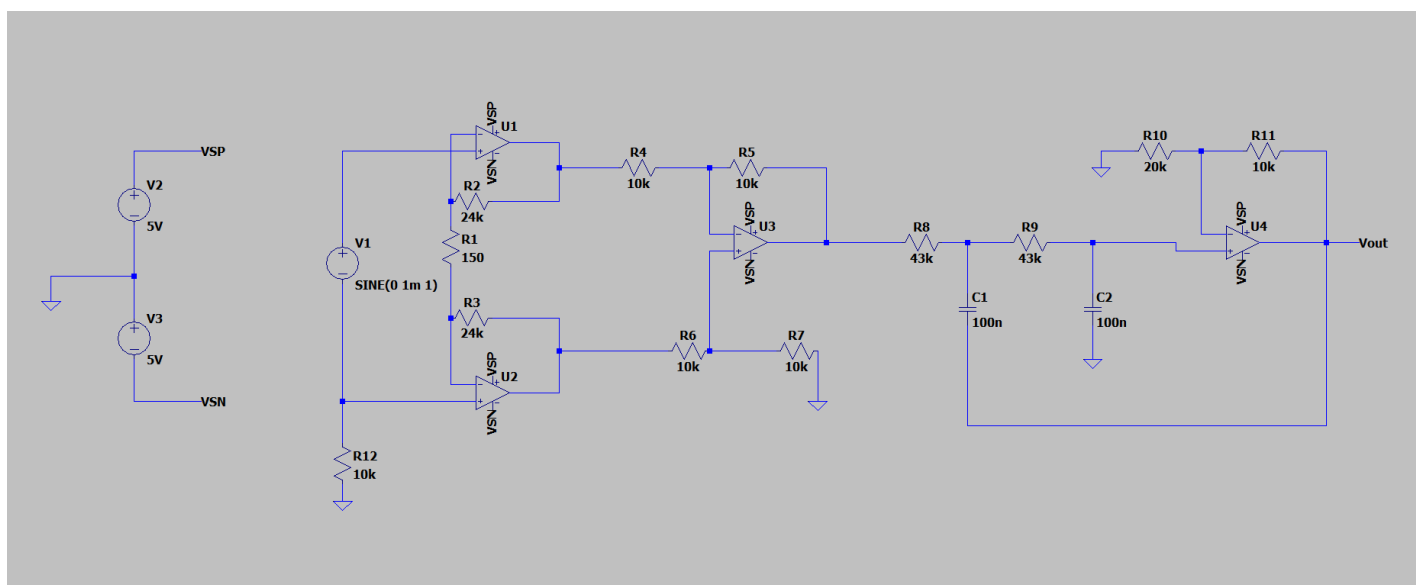 VSP
V2
5V
V3
5V
VSN
V1
SINE(0 1m 1)
R12
10k
VSP
U1
VSN
R2
24k
R1
150
R3
24k
VSP
U2
VSN
R4
10k
R5
10k
VSP
U3
VSN
R6
10k
R7
10k
R8
43k
R9
43k
C1
100n
C2
100n
R10
20k
R11
10k
VSP
U4
VSN
Vout